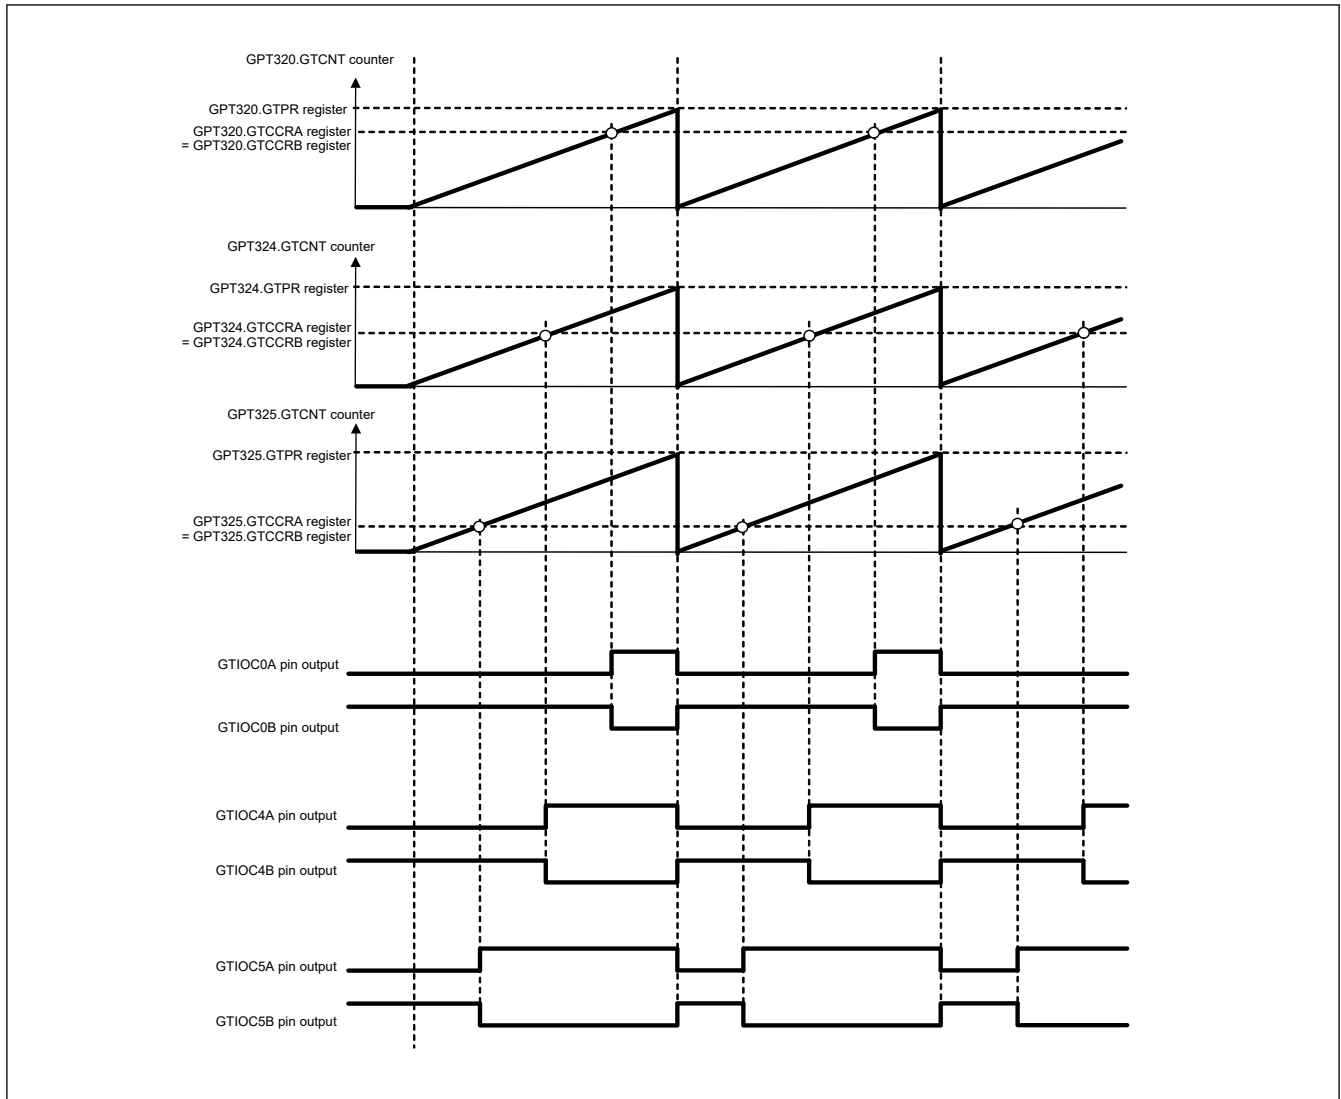 GPT320.GTCNT counter
GPT320.GTPR register
GPT320.GTCCRA register
= GPT320.GTCCRB register
GPT324.GTCNT counter
GPT324.GTPR register
GPT324.GTCCRA register
= GPT324.GTCCRB register
GPT325.GTCNT counter
GPT325.GTPR register
GPT325.GTCCRA register
= GPT325.GTCCRB register
GTIOC0A pin output
GTIOC0B pin output
GTIOC4A pin output
GTIOC4B pin output
GTIOC5A pin output
GTIOC5B pin output